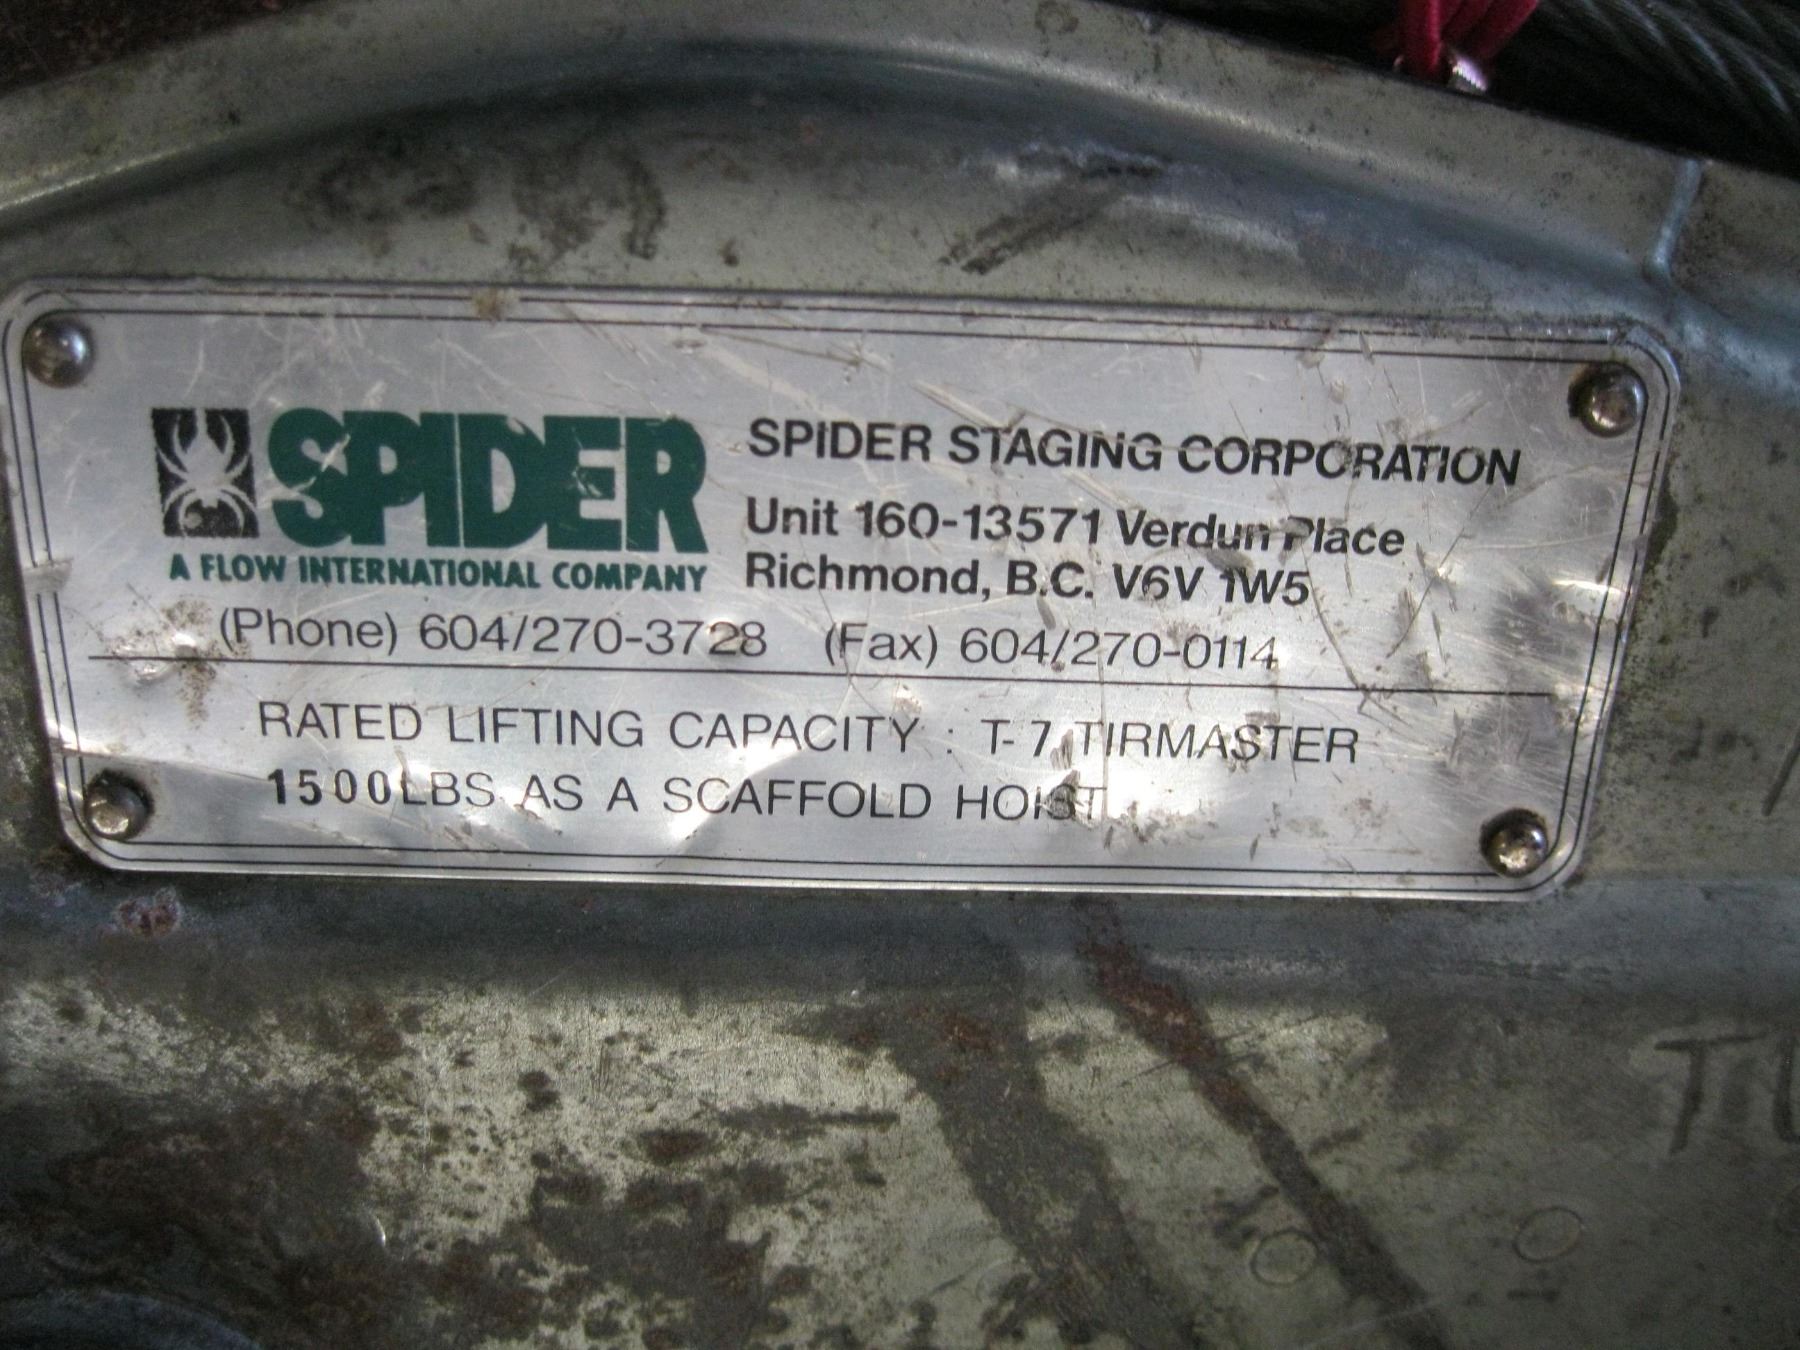 SPIDER
A FLOW INTERNATIONAL COMPANY
SPIDER STAGING CORPORATION
Unit 160-13571 Verdun Place
Richmond, B.C. V6V 1W5
(Phone) 604/270-3728 (Fax) 604/270-0114
RATED LIFTING CAPACITY : T-7 TIRMASTER
1500LBS AS A SCAFFOLD HOIST